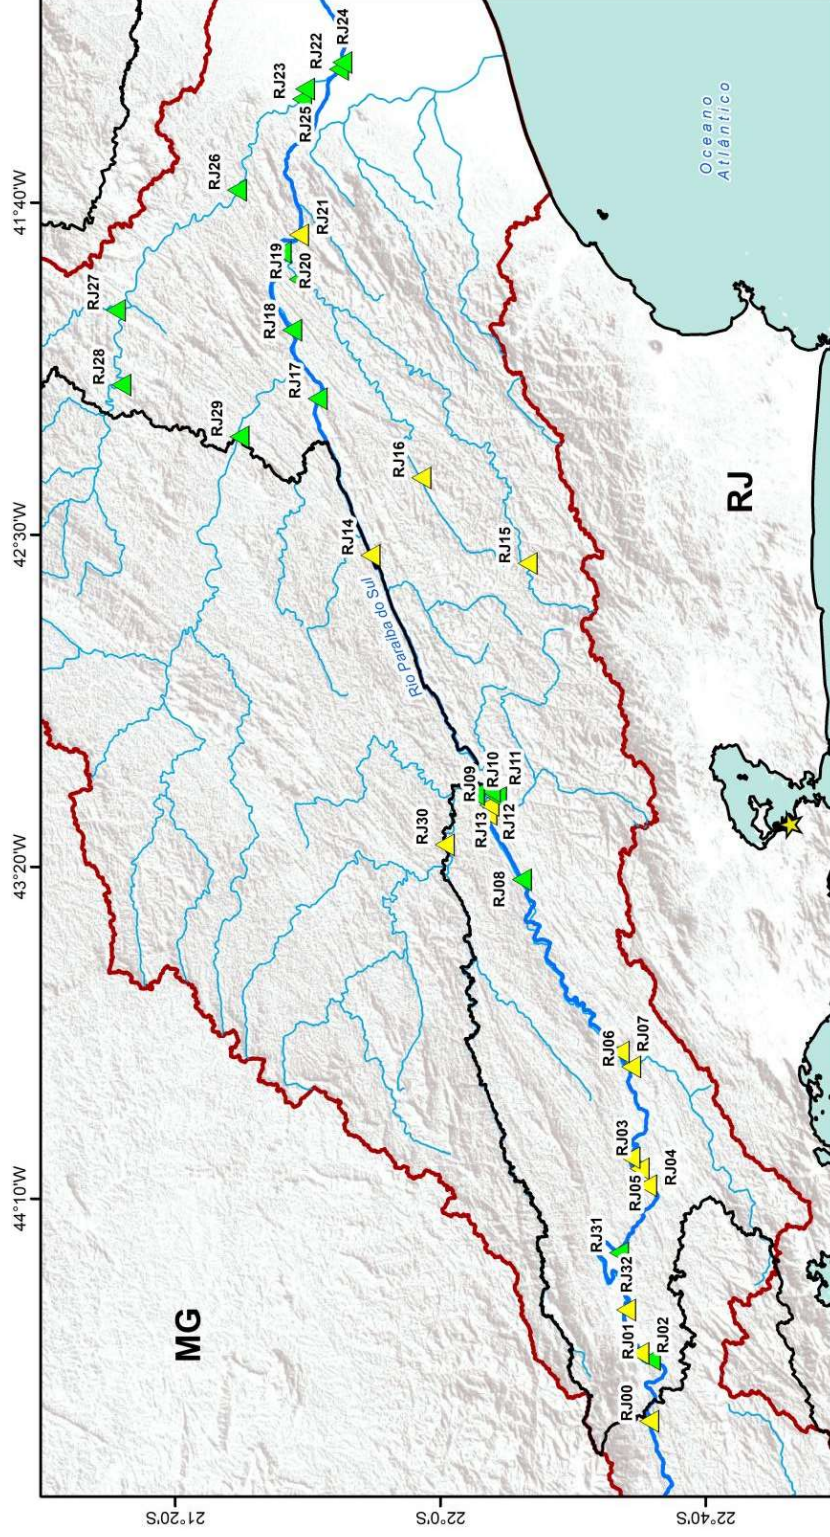 MG
RJ
Oceano
Atlântico
Rio Paraíba do Sul
RJ00
RJ01
RJ02
RJ32
RJ31
RJ05
RJ04
RJ03
RJ06
RJ07
RJ08
RJ30
RJ13
RJ12
RJ09
RJ10
RJ11
RJ14
RJ15
RJ16
RJ17
RJ18
RJ29
RJ28
RJ27
RJ19
RJ20
RJ21
RJ26
RJ25
RJ23
RJ22
RJ24
44°10'W
43°20'W
42°30'W
41°40'W
21°20'S
22°0'S
22°40'S